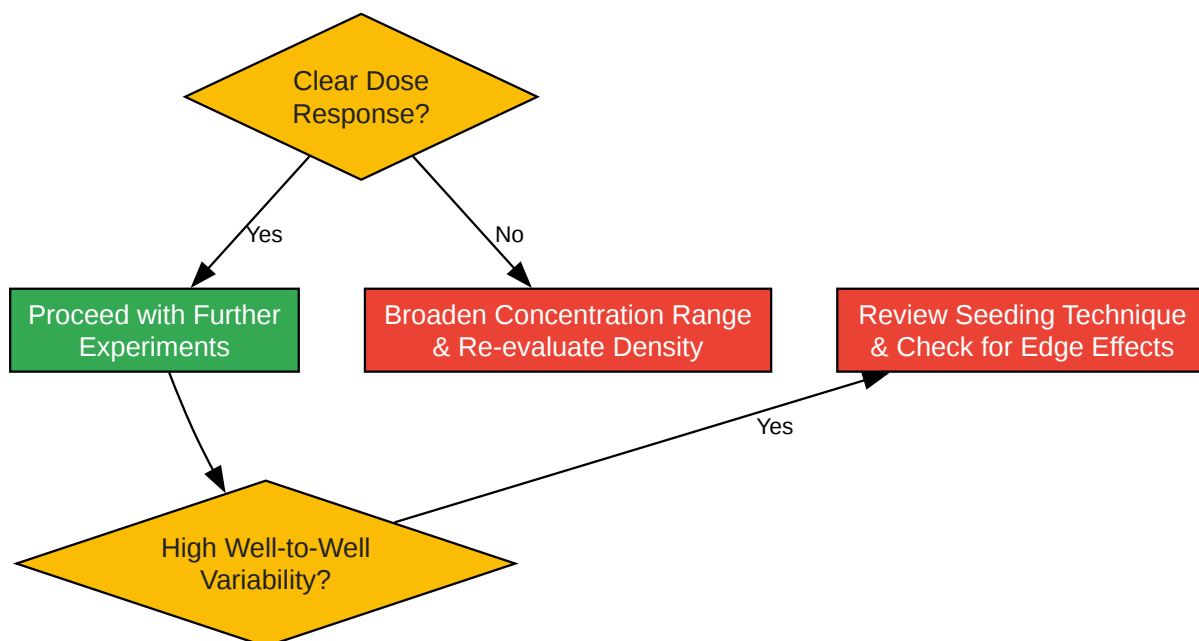 Clear Dose
Response?
Yes
No
Proceed with Further
Experiments
Broaden Concentration Range
& Re-evaluate Density
Review Seeding Technique
& Check for Edge Effects
Yes
High Well-to-Well
Variability?